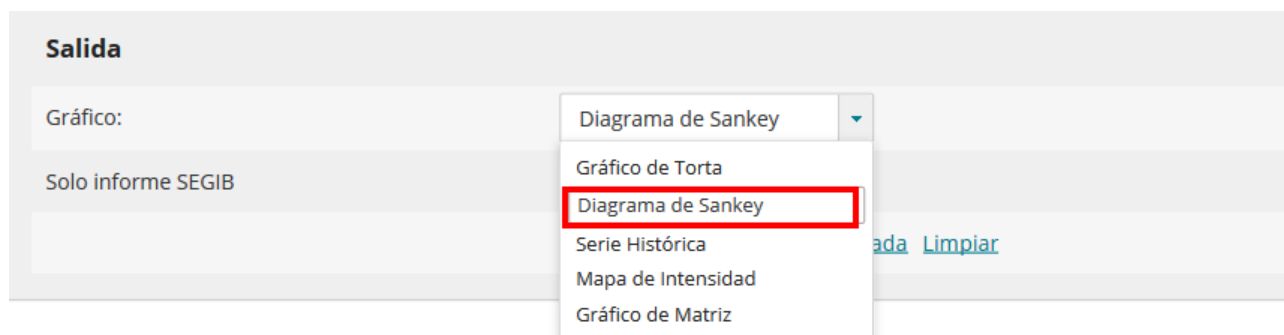 Salida
Gráfico:
Diagrama de Sankey
Gráfico de Torta
Solo informe SEGIB
Diagrama de Sankey
Serie Histórica
Limpiar
Mapa de Intensidad
Gráfico de Matriz